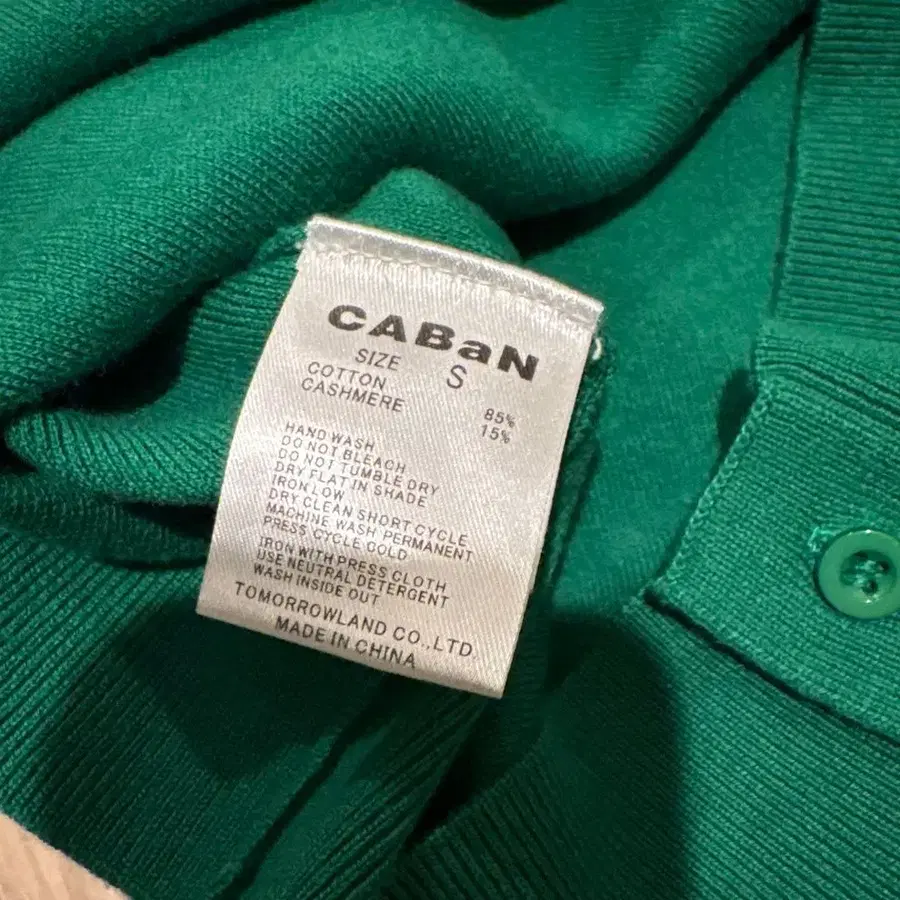 CABaN
SIZE S
COTTON 85%
CASHMERE 15%
HAND WASH
DO NOT BLEACH
DO NOT TUMBLE DRY
DRY FLAT IN SHADE
IRON LOW
DRY CLEAN SHORT CYCLE
MACHINE WASH PERMANENT
PRESS CYCLE COLD
IRON WITH PRESS CLOTH
USE NEUTRAL DETERGENT
WASH INSIDE OUT
TOMORROWLAND CO.,LTD
MADE IN CHINA